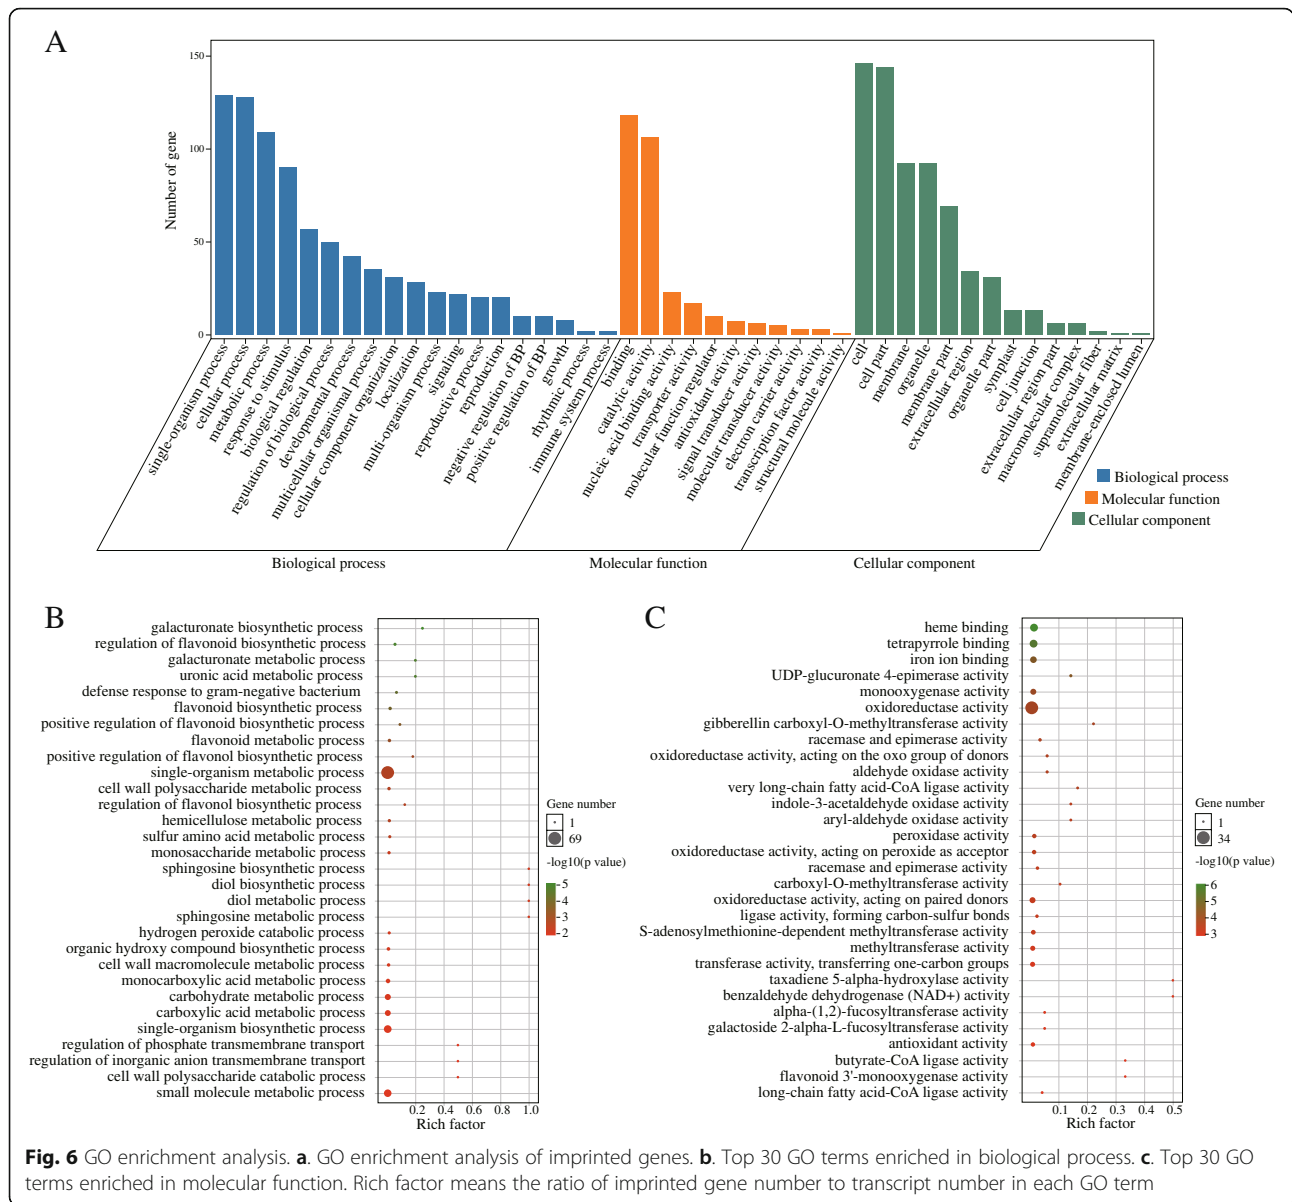 A
150
100
50
0
Number of gene
single-organism process
cellular process
metabolic process
response to stimulus
biological regulation
regulation of biological process
developmental process
multicellular organismal process
cellular component organization
localization
multi-organism process
signaling
reproductive process
reproduction
negative regulation of BP
positive regulation of BP
growth
rhythmic process
immune system process
binding
catalytic activity
nucleic acid binding activity
transporter activity
molecular function regulator
antioxidant activity
signal transducer activity
molecular transducer activity
electron carrier activity
transcription factor activity
structural molecule activity
cell
cell part
membrane
organelle
membrane part
extracellular region
organelle part
symplast
cell junction
extracellular region part
macromolecular complex
supramolecular fiber
extracellular matrix
membrane-enclosed lumen
Biological process
Molecular function
Cellular component
Biological process
Molecular function
Cellular component
B
galacturonate biosynthetic process
regulation of flavonoid biosynthetic process
galacturonate metabolic process
uronic acid metabolic process
defense response to gram-negative bacterium
flavonoid biosynthetic process
positive regulation of flavonoid biosynthetic process
flavonoid metabolic process
positive regulation of flavonol biosynthetic process
single-organism metabolic process
cell wall polysaccharide metabolic process
regulation of flavonol biosynthetic process
hemicellulose metabolic process
sulfur amino acid metabolic process
monosaccharide metabolic process
sphingosine biosynthetic process
diol biosynthetic process
diol metabolic process
sphingosine metabolic process
hydrogen peroxide catabolic process
organic hydroxy compound biosynthetic process
cell wall macromolecule metabolic process
monocarboxylic acid metabolic process
carbohydrate metabolic process
carboxylic acid metabolic process
single-organism biosynthetic process
regulation of phosphate transmembrane transport
regulation of inorganic anion transmembrane transport
cell wall polysaccharide catabolic process
small molecule metabolic process
0.2 0.4 0.6 0.8 1.0
Rich factor
Gene number
1
69
-log10(p value)
5
4
3
2
C
heme binding
tetrapyrrole binding
iron ion binding
UDP-glucuronate 4-epimerase activity
monooxygenase activity
oxidoreductase activity
gibberellin carboxyl-O-methyltransferase activity
racemase and epimerase activity
oxidoreductase activity, acting on the oxo group of donors
aldehyde oxidase activity
very long-chain fatty acid-CoA ligase activity
indole-3-acetaldehyde oxidase activity
aryl-aldehyde oxidase activity
peroxidase activity
oxidoreductase activity, acting on peroxide as acceptor
racemase and epimerase activity
carboxyl-O-methyltransferase activity
oxidoreductase activity, acting on paired donors
ligase activity, forming carbon-sulfur bonds
S-adenosylmethionine-dependent methyltransferase activity
methyltransferase activity
transferase activity, transferring one-carbon groups
taxadiene 5-alpha-hydroxylase activity
benzaldehyde dehydrogenase (NAD+) activity
alpha-(1,2)-fucosyltransferase activity
galactoside 2-alpha-L-fucosyltransferase activity
antioxidant activity
butyrate-CoA ligase activity
flavonoid 3'-monooxygenase activity
long-chain fatty acid-CoA ligase activity
0.1 0.2 0.3 0.4 0.5
Rich factor
Gene number
1
34
-log10(p value)
6
5
4
3
Fig. 6 GO enrichment analysis. a. GO enrichment analysis of imprinted genes. b. Top 30 GO terms enriched in biological process. c. Top 30 GO
terms enriched in molecular function. Rich factor means the ratio of imprinted gene number to transcript number in each GO term